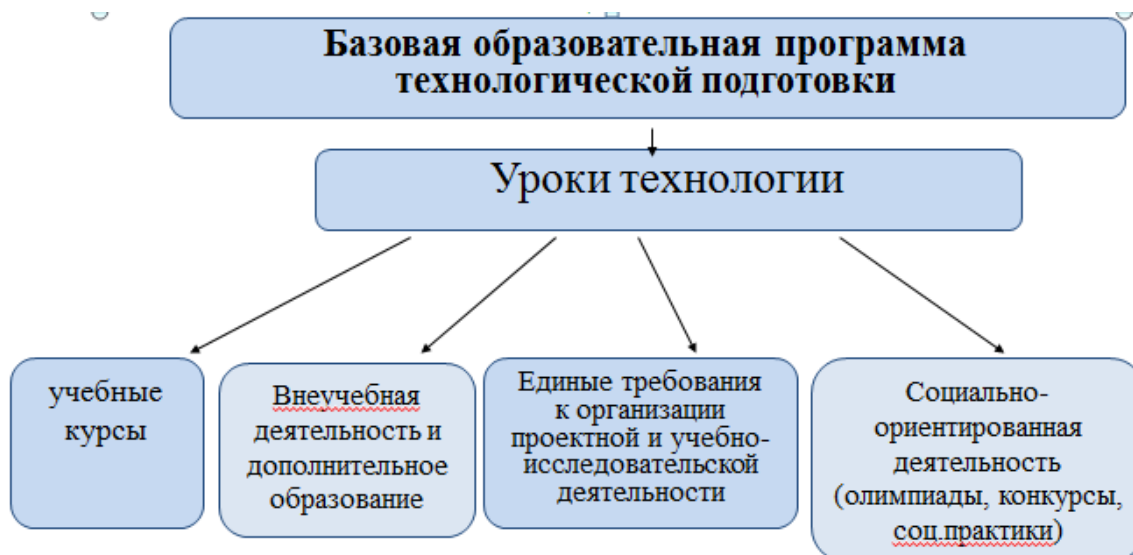 Базовая образовательная программа
технологической подготовки
Уроки технологии
учебные
курсы
Внеучебная
деятельность и
дополнительное
образование
Единые требования
к организации
проектной и учебно-
исследовательской
деятельности
Социально-
ориентированная
деятельность
(олимпиады, конкурсы,
соц.практики)